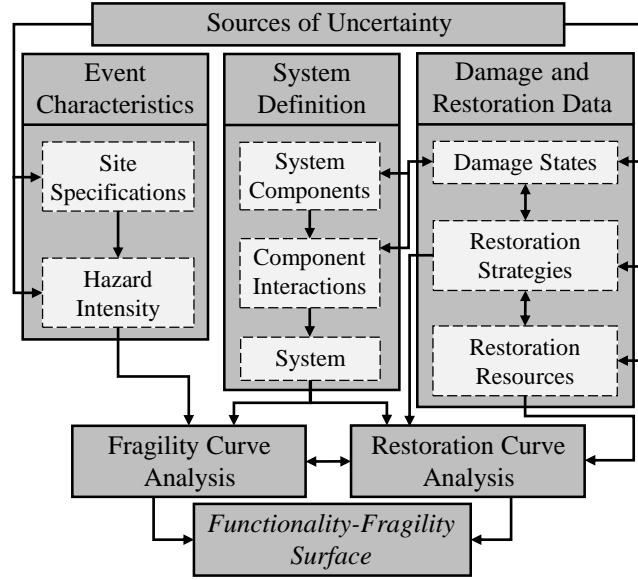 Sources of Uncertainty
Event
Characteristics
Site
Specifications
Hazard
Intensity
System
Definition
System
Components
Component
Interactions
System
Damage and
Restoration Data
Damage States
Restoration
Strategies
Restoration
Resources
Fragility Curve
Analysis
Restoration Curve
Analysis
Functionality-Fragility
Surface